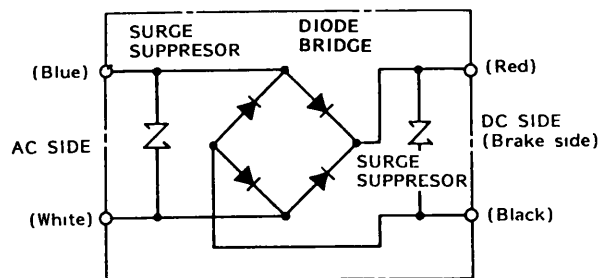 SURGE
SUPPRESOR
DIODE
BRIDGE
(Blue)
(Red)
AC SIDE
DC SIDE
(Brake side)
SURGE
SUPPRESOR
(White)
(Black)